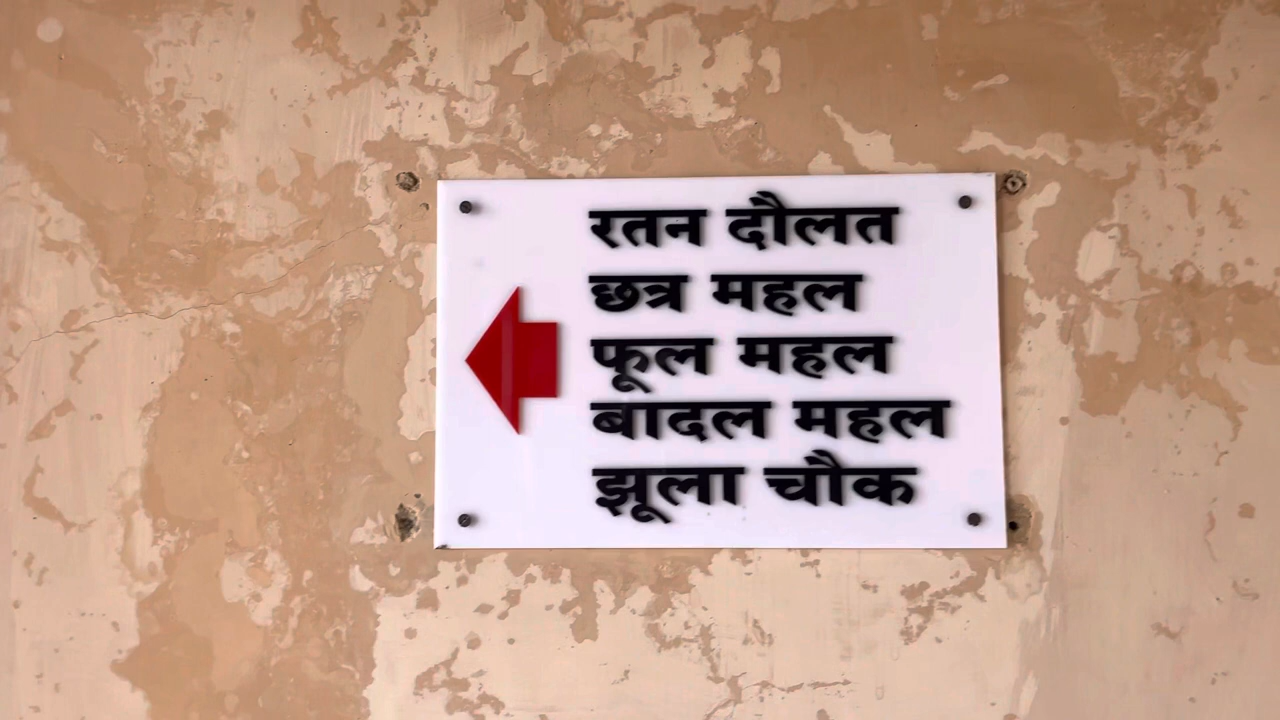 रतन दौलत
छत्र महल
फूल महल
बादल महल
झूला चौक